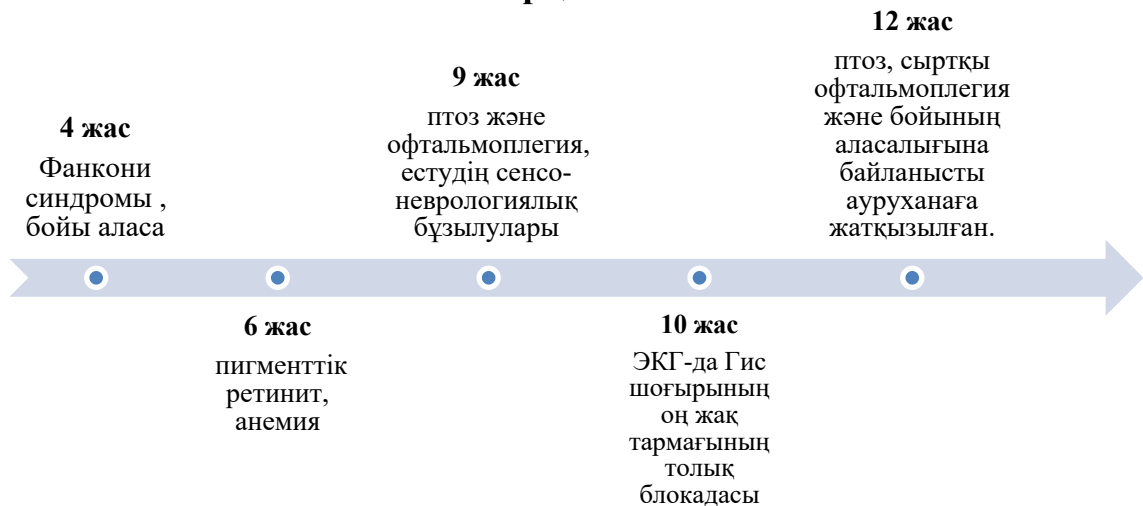 4 жас
Фанкони
синдромы ,
бойы аласа
6 жас
пигменттік
ретинит,
анемия
9 жас
птоз және
офтальмоплегия,
естудің сенсо-
неврологиялық
бұзылулары
10 жас
ЭКГ-да Гис
шоғырының
оң жақ
тармағының
толық
блокадасы
12 жас
птоз, сыртқы
офтальмоплегия
және бойының
аласалығына
байланысты
ауруханаға
жатқызылған.